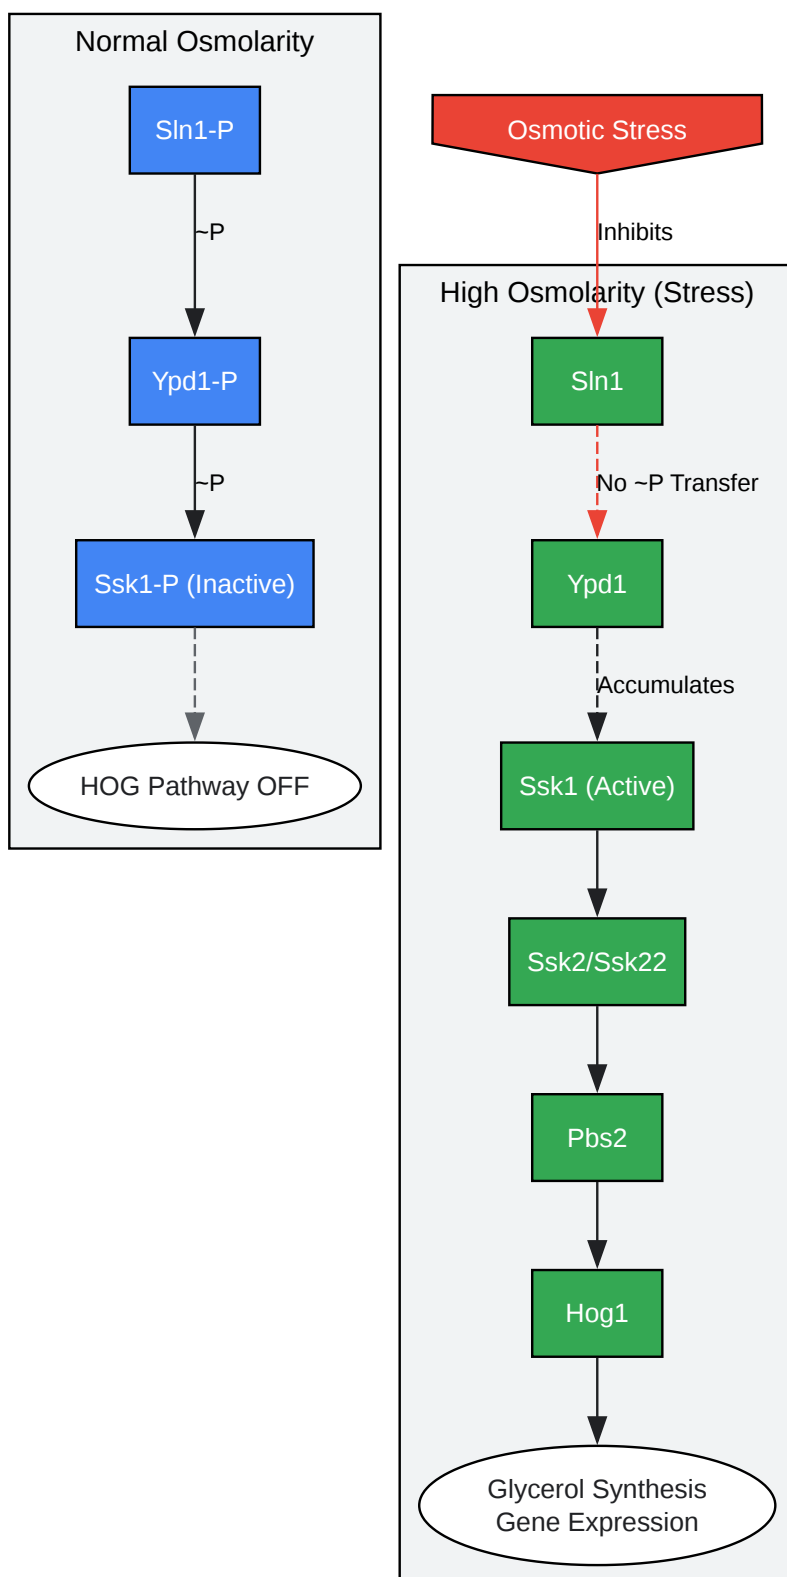 Normal Osmolarity
Sln1-P
~P
Ypd1-P
~P
Ssk1-P (Inactive)
HOG Pathway OFF
Osmotic Stress
Inhibits
High Osmolarity (Stress)
Sln1
No ~P Transfer
Ypd1
Accumulates
Ssk1 (Active)
Ssk2/Ssk22
Pbs2
Hog1
Glycerol Synthesis
Gene Expression